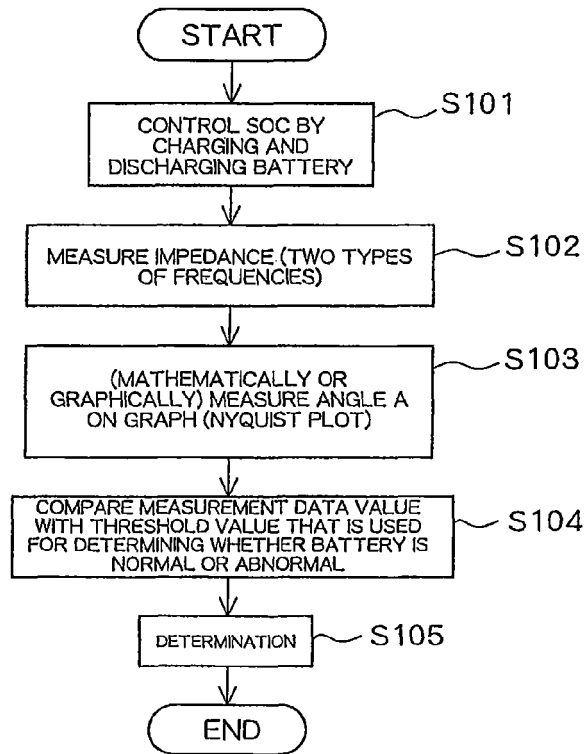 START
S101
CONTROL SOC BY
CHARGING AND
DISCHARGING BATTERY
S102
MEASURE IMPEDANCE (TWO TYPES
OF FREQUENCIES)
S103
(MATHEMATICALLY OR
GRAPHICALLY) MEASURE ANGLE A
ON GRAPH (NYQUIST PLOT)
S104
COMPARE MEASUREMENT DATA VALUE
WITH THRESHOLD VALUE THAT IS USED
FOR DETERMINING WHETHER BATTERY IS
NORMAL OR ABNORMAL
S105
DETERMINATION
END